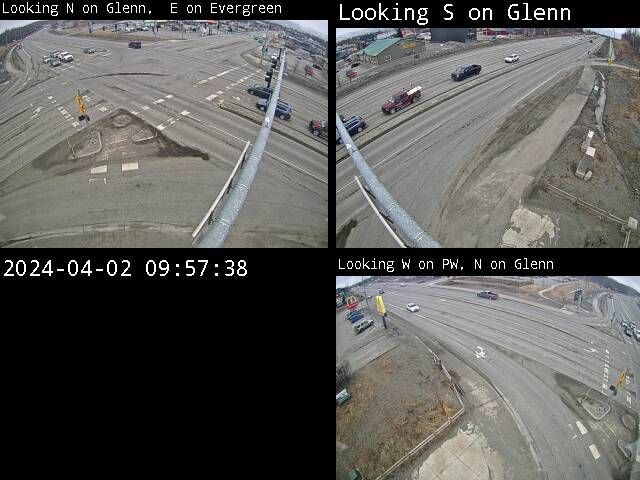 Looking N on Glenn,  E on Evergreen
Looking S on Glenn
2024-04-02 09:57:38
Looking W on PW, N on Glenn